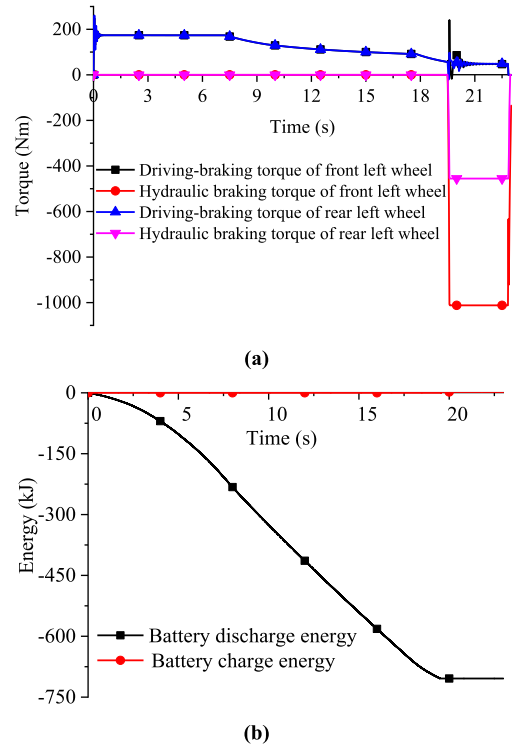 200
0
0 3 6 9 12 15 18 21
Time (s)
-200
-400
-600
-800
-1000
Torque (Nm)
Driving-braking torque of front left wheel
Hydraulic braking torque of front left wheel
Driving-braking torque of rear left wheel
Hydraulic braking torque of rear left wheel
(a)
0
0 5 10 15 20
Time (s)
-150
-300
-450
-600
-750
Energy (kJ)
Battery discharge energy
Battery charge energy
(b)